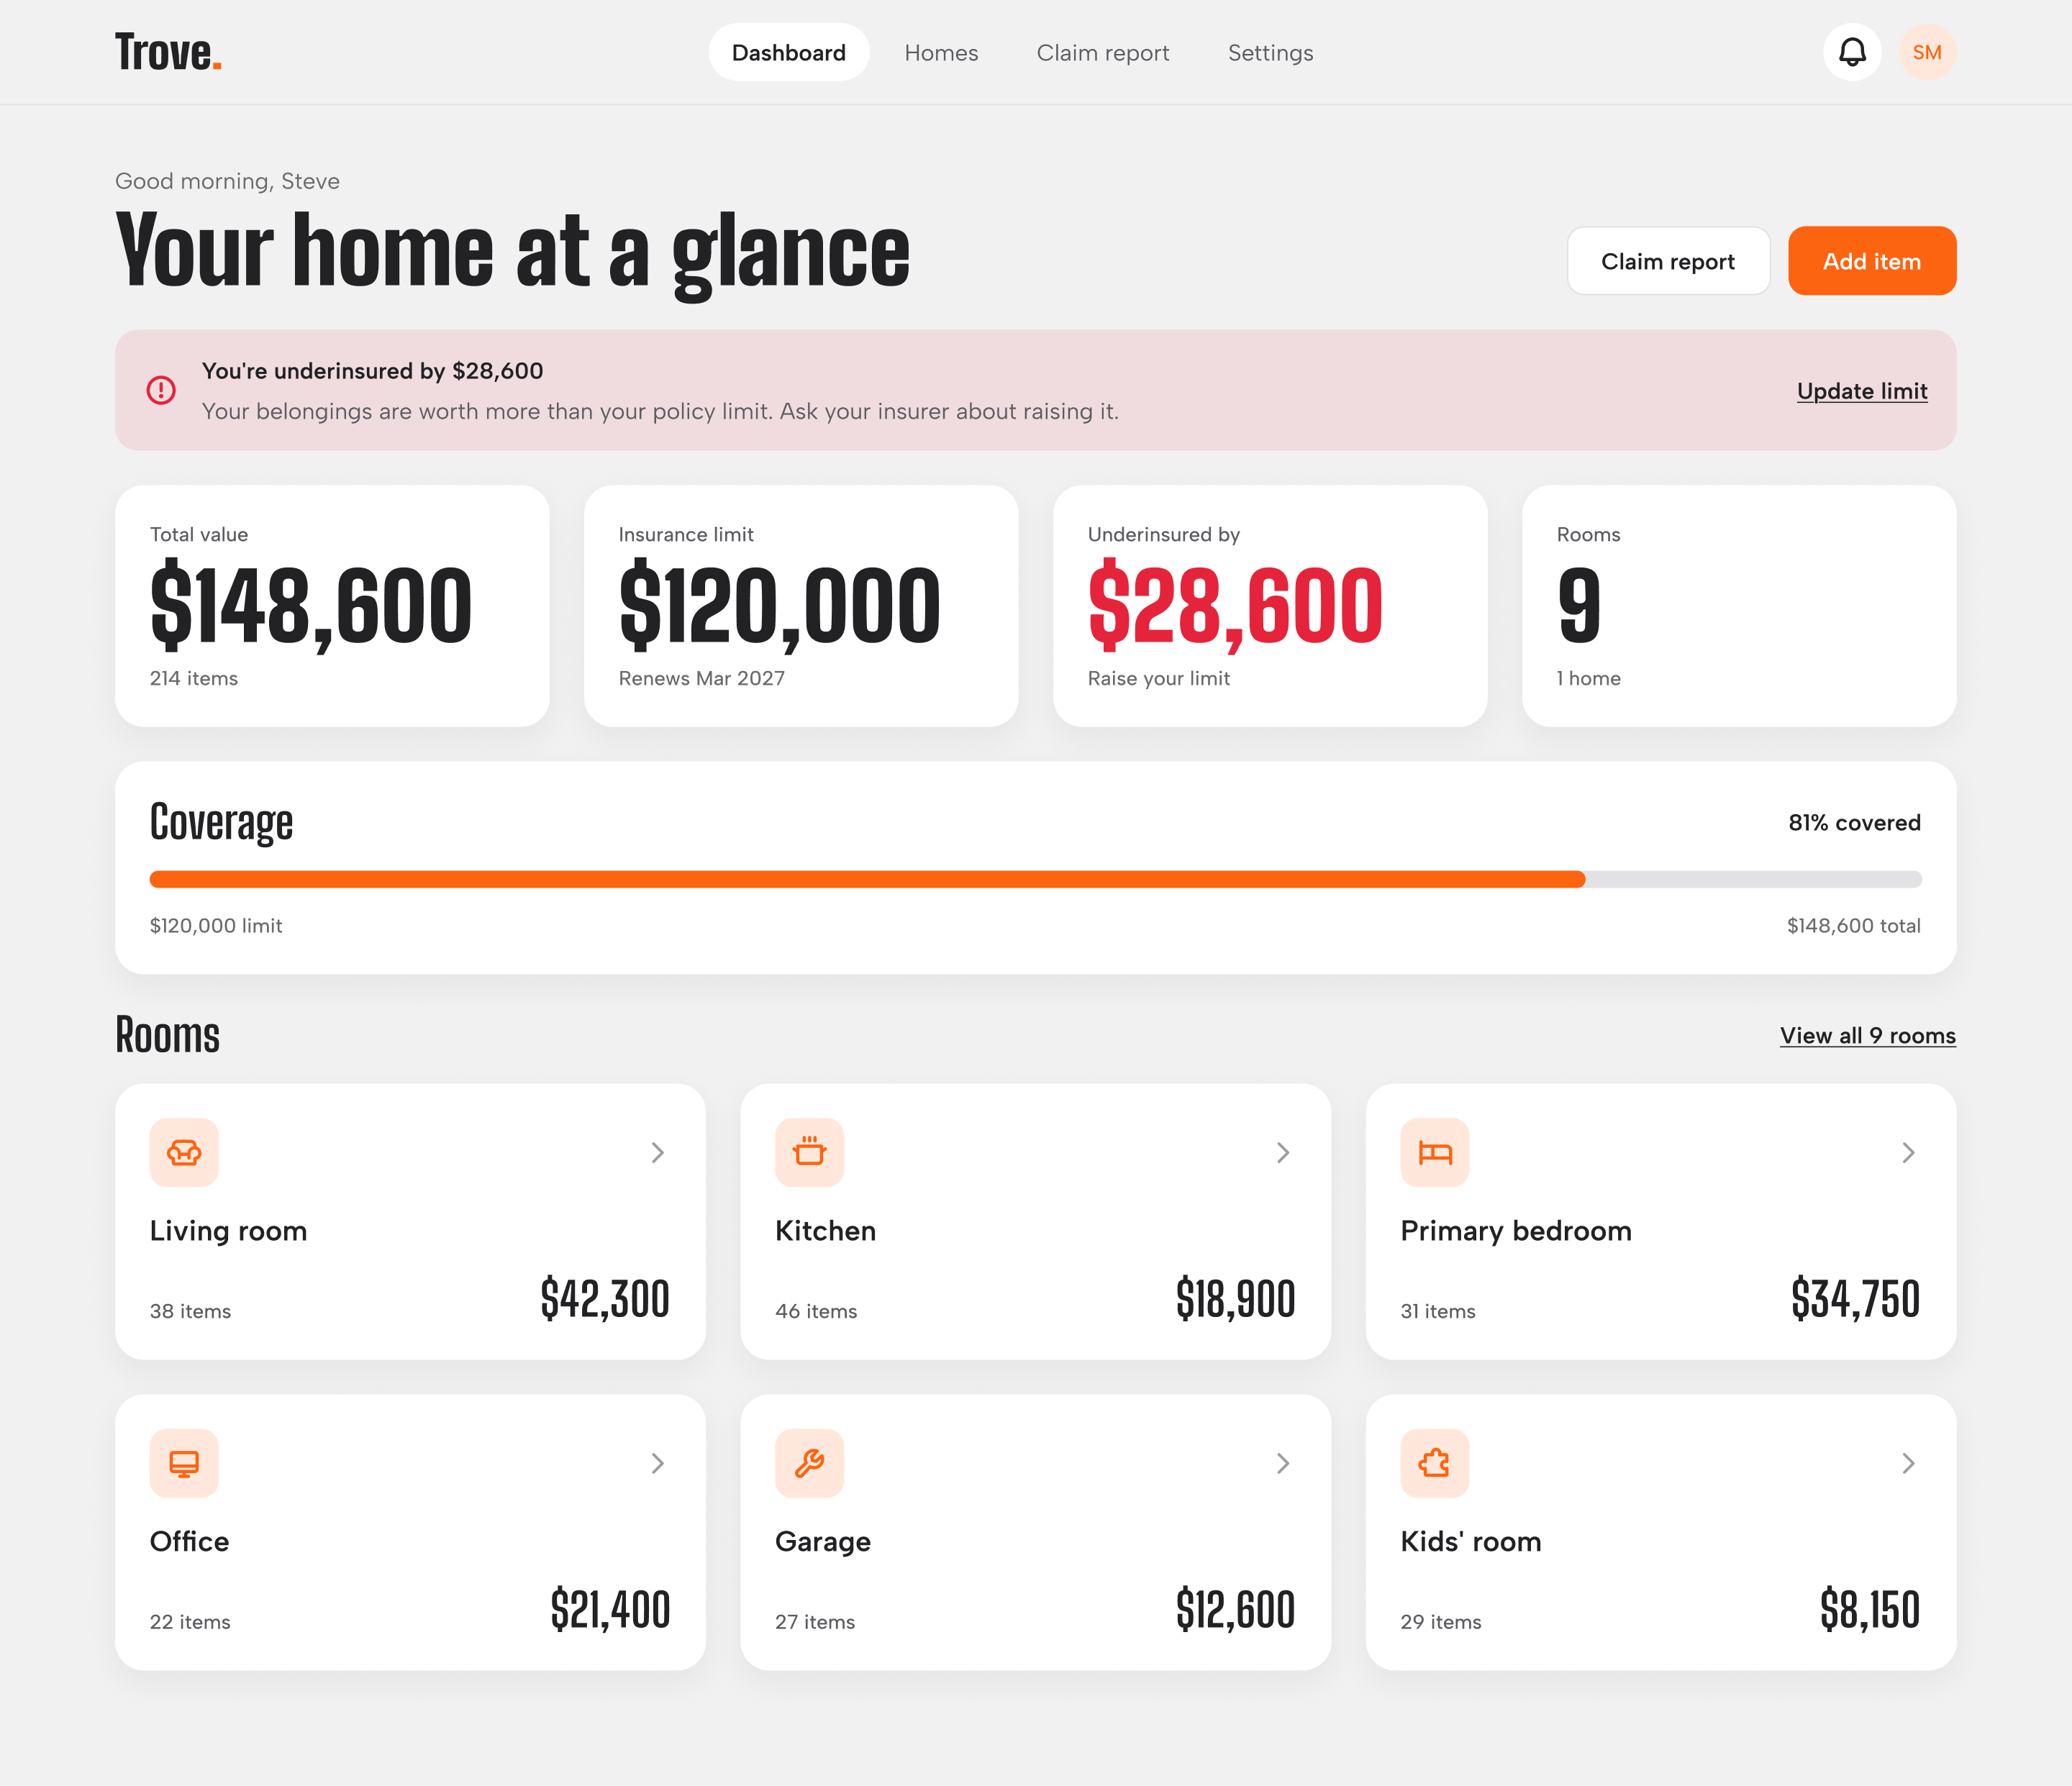 Trove.
Dashboard
Homes
Claim report
Settings
SM
Good morning, Steve
Your home at a glance
Claim report
Add item
You're underinsured by $28,600
Your belongings are worth more than your policy limit. Ask your insurer about raising it.
Update limit
Total value
$148,600
214 items
Insurance limit
$120,000
Renews Mar 2027
Underinsured by
$28,600
Raise your limit
Rooms
9
1 home
Coverage
81% covered
$120,000 limit
$148,600 total
Rooms
View all 9 rooms
Living room
38 items
$42,300
Kitchen
46 items
$18,900
Primary bedroom
31 items
$34,750
Office
22 items
$21,400
Garage
27 items
$12,600
Kids' room
29 items
$8,150